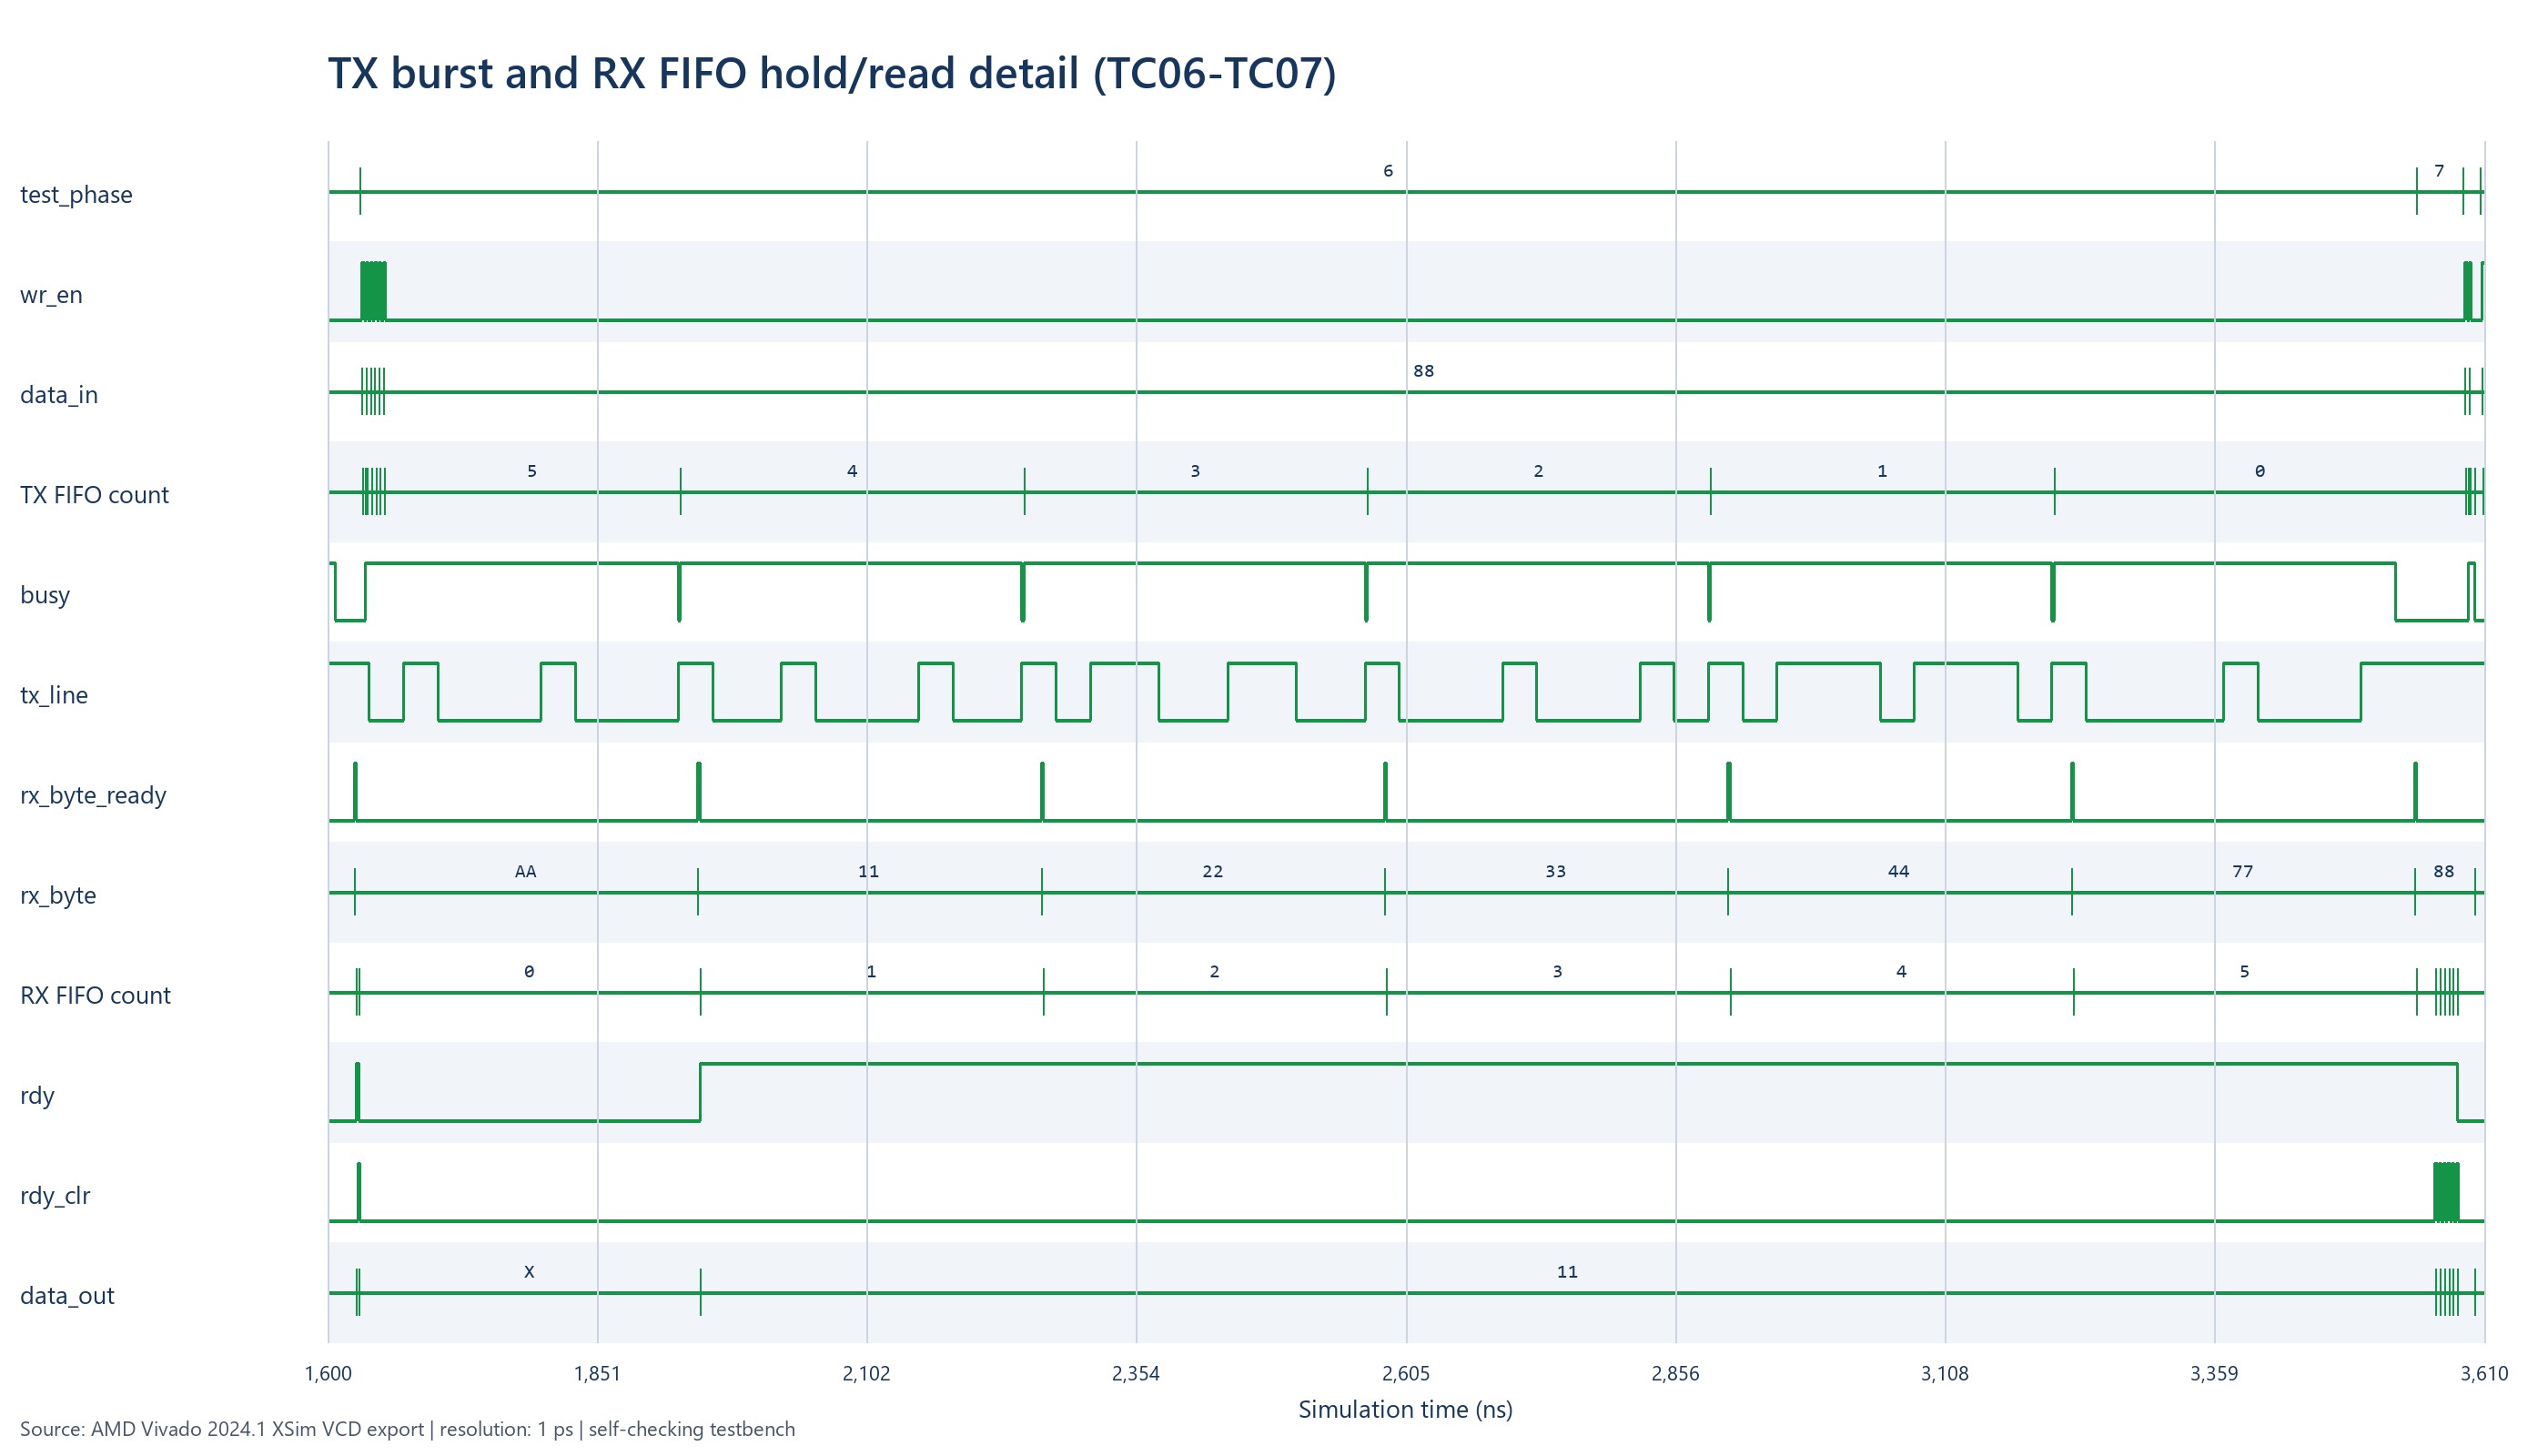 TX burst and RX FIFO hold/read detail (TC06-TC07)
test_phase 6 7
wr_en
data_in 88
TX FIFO count 5 4 3 2 1 0
busy
tx_line
rx_byte_ready
rx_byte AA 11 22 33 44 77 88
RX FIFO count 0 1 2 3 4 5
rdy
rdy_clr
data_out X 11
1,600 1,851 2,102 2,354 2,605 2,856 3,108 3,359 3,610
Simulation time (ns)
Source: AMD Vivado 2024.1 XSim VCD export | resolution: 1 ps | self-checking testbench